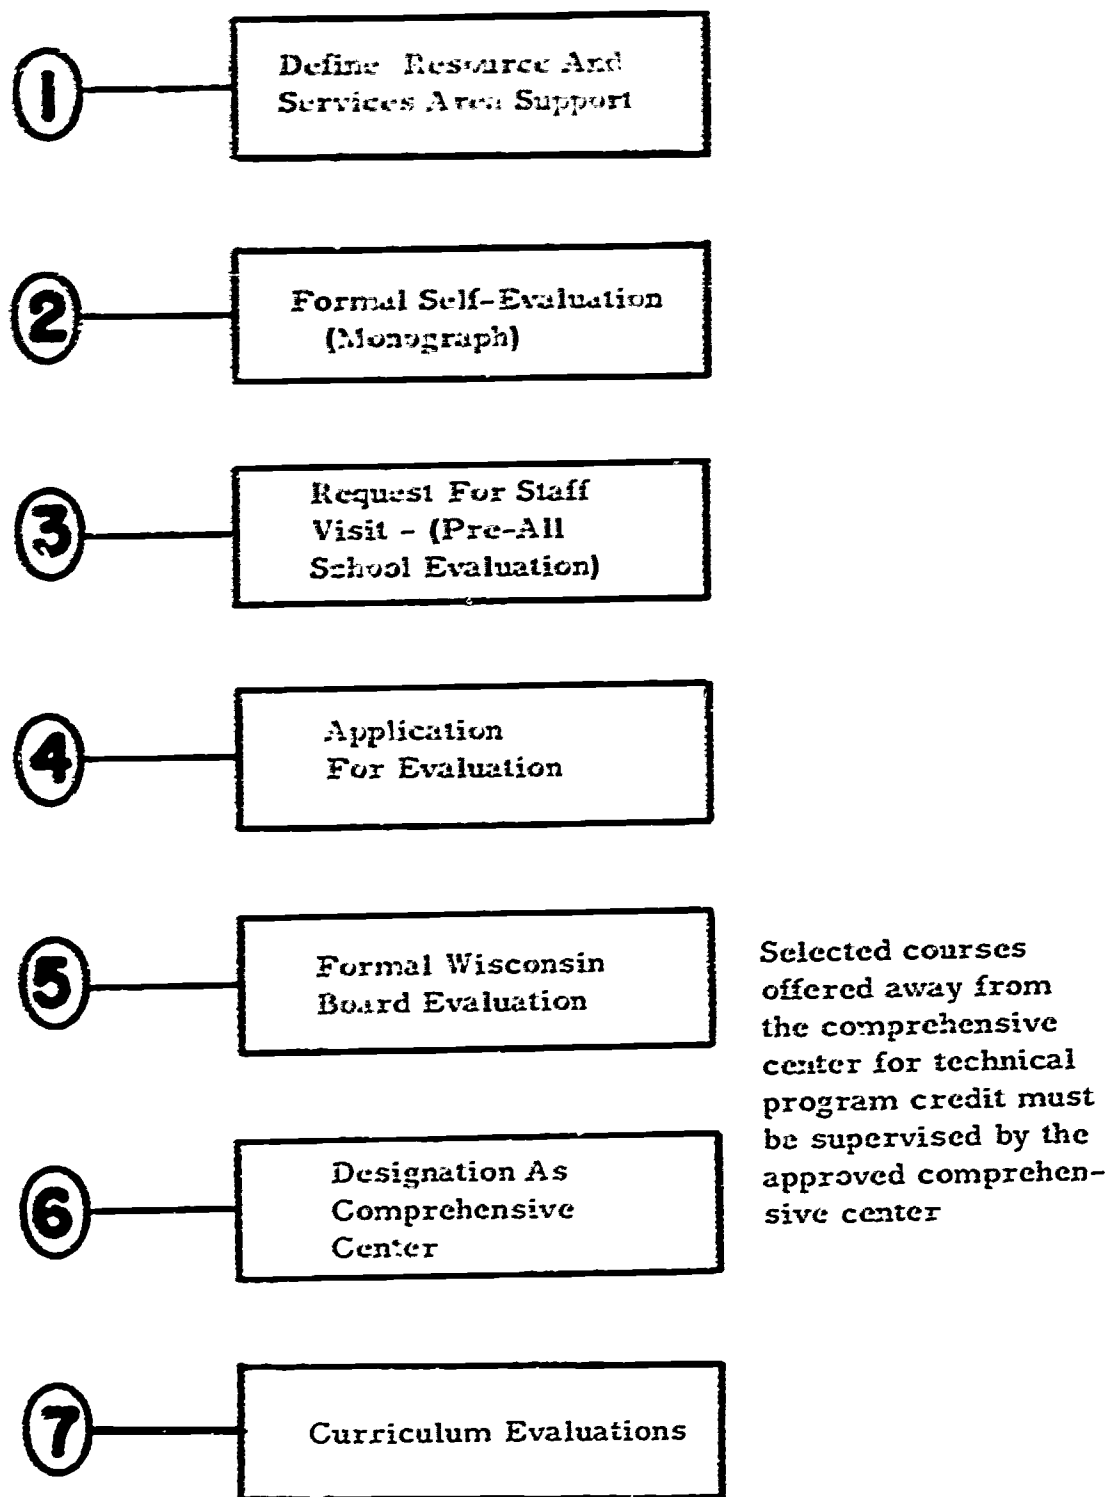 1
Define Resource And
Services Area Support
2
Formal Self-Evaluation
(Monograph)
3
Request For Staff
Visit - (Pre-All
School Evaluation)
4
Application
For Evaluation
5
Formal Wisconsin
Board Evaluation
Selected courses
offered away from
the comprehensive
center for technical
program credit must
be supervised by the
approved comprehen-
sive center
6
Designation As
Comprehensive
Center
7
Curriculum Evaluations